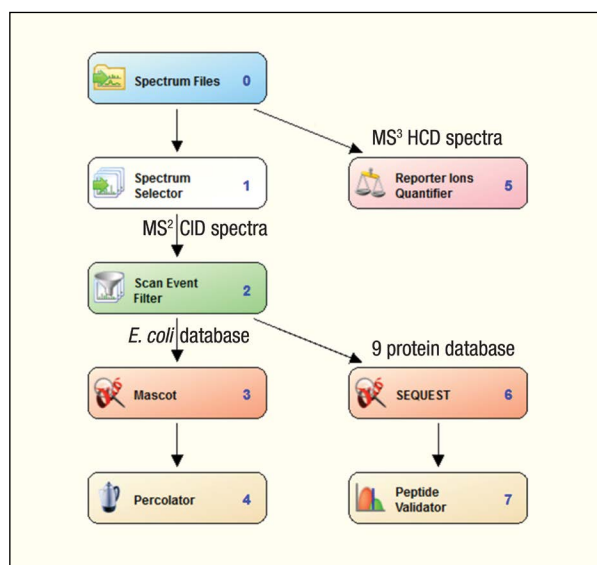 Spectrum Files 0
MS³ HCD spectra
Spectrum
Selector 1
Reporter Ions
Quantifier 5
MS² CID spectra
Scan Event
Filter 2
E. coli database
9 protein database
Mascot 3
SEQUEST 6
Percolator 4
Peptide
Validator 7